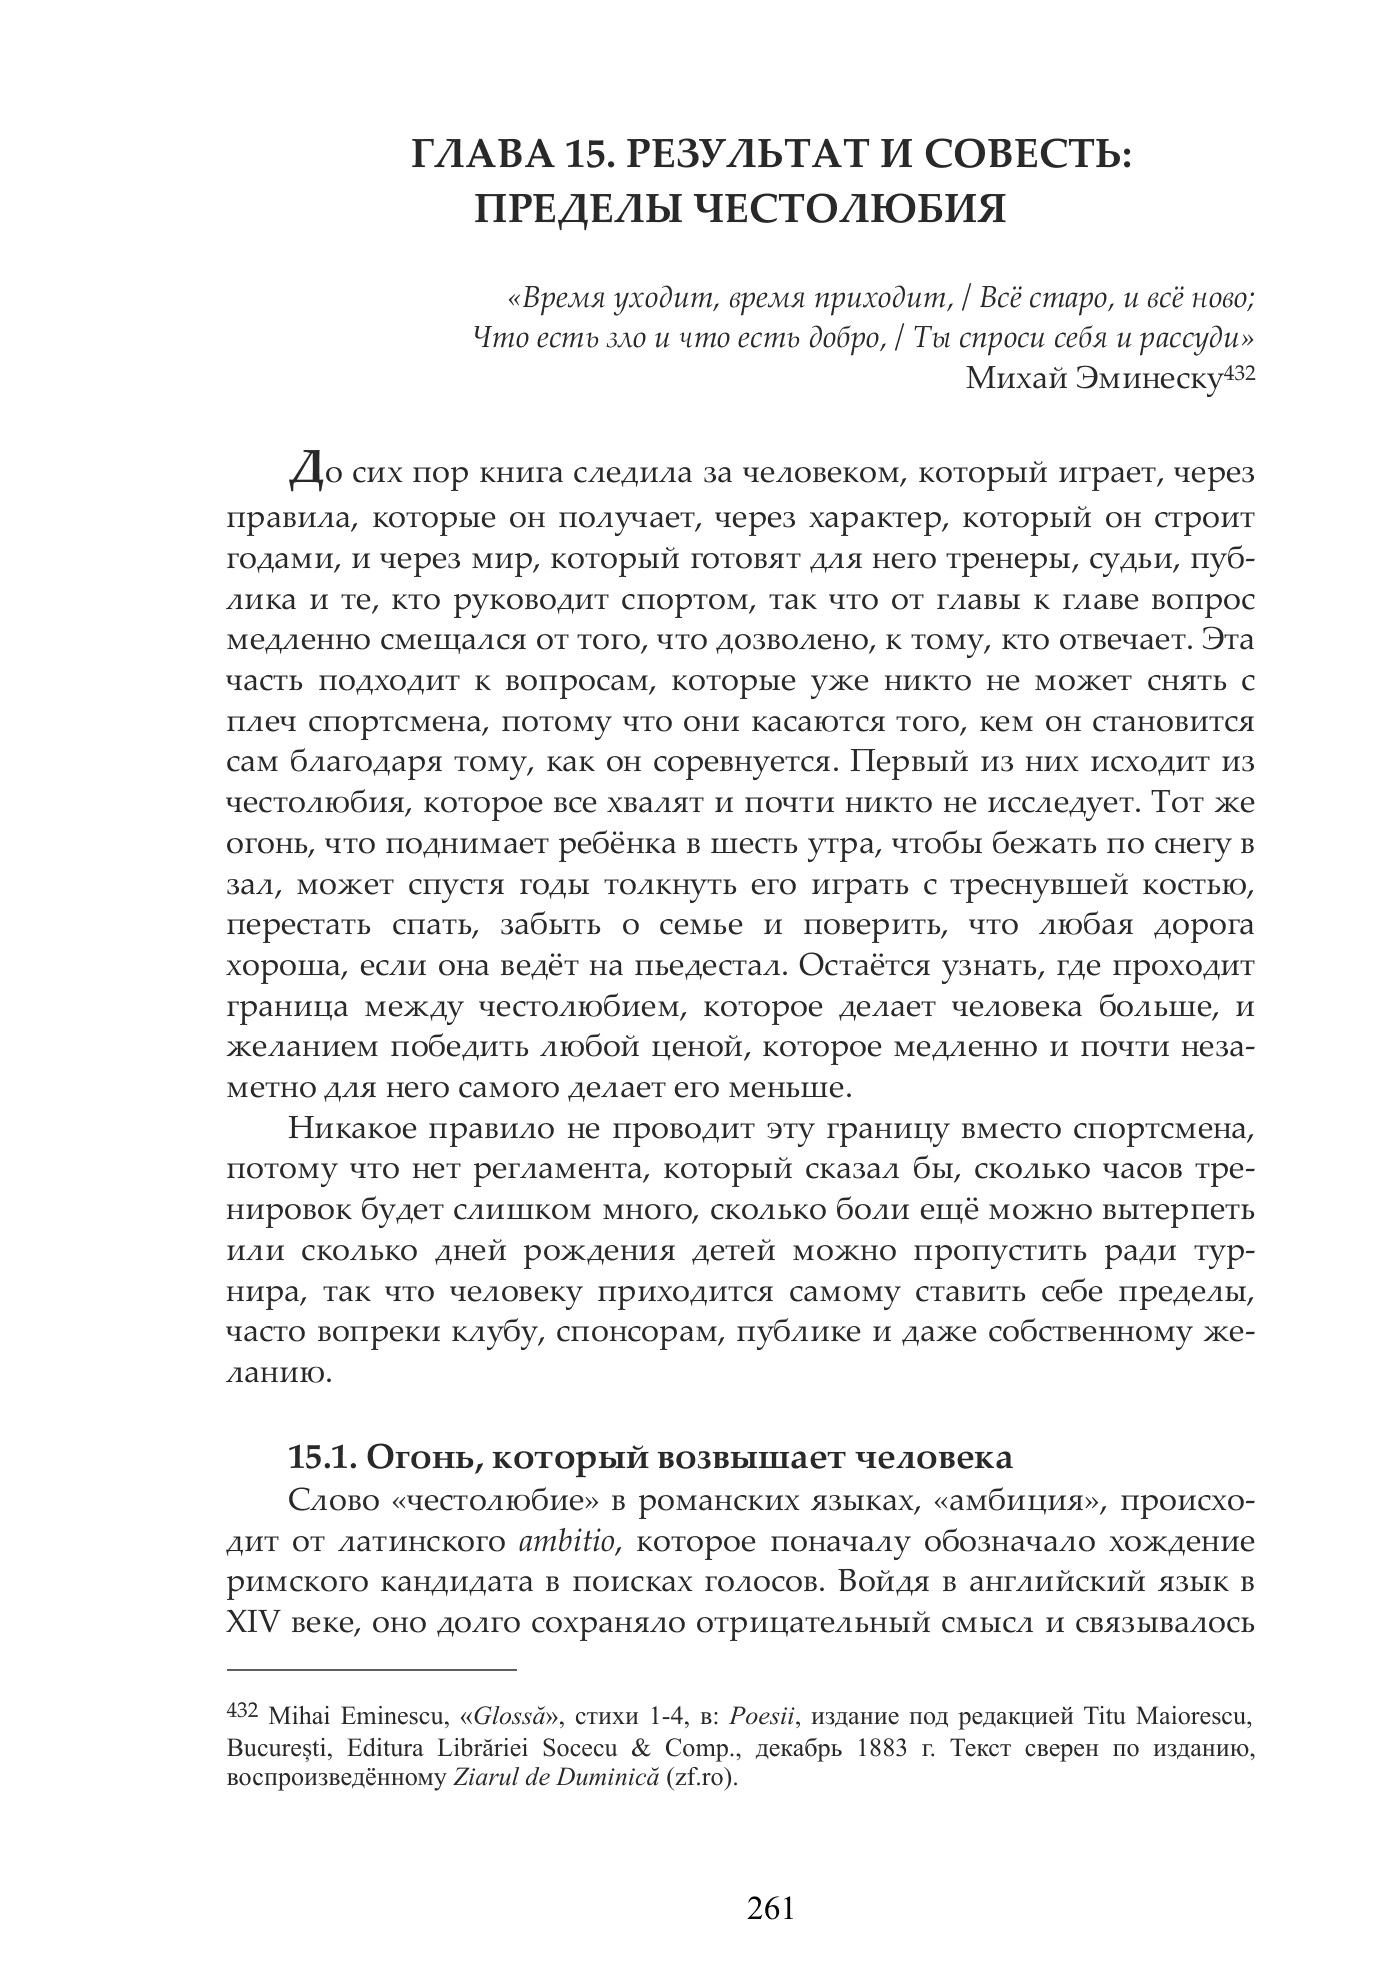 ГЛАВА 15. РЕЗУЛЬТАТ И СОВЕСТЬ:
ПРЕДЕЛЫ ЧЕСТОЛЮБИЯ
«Время уходит, время приходит, / Всё старо, и всё ново;
Что есть зло и что есть добро, / Ты спроси себя и рассуди»
Михай Эминеску432
До сих пор книга следила за человеком, который играет, через
правила, которые он получает, через характер, который он строит
годами, и через мир, который готовят для него тренеры, судьи, пуб-
лика и те, кто руководит спортом, так что от главы к главе вопрос
медленно смещался от того, что дозволено, к тому, кто отвечает. Эта
часть подходит к вопросам, которые уже никто не может снять с
плеч спортсмена, потому что они касаются того, кем он становится
сам благодаря тому, как он соревнуется. Первый из них исходит из
честолюбия, которое все хвалят и почти никто не исследует. Тот же
огонь, что поднимает ребёнка в шесть утра, чтобы бежать по снегу в
зал, может спустя годы толкнуть его играть с треснувшей костью,
перестать спать, забыть о семье и поверить, что любая дорога
хороша, если она ведёт на пьедестал. Остаётся узнать, где проходит
граница между честолюбием, которое делает человека больше, и
желанием победить любой ценой, которое медленно и почти неза-
метно для него самого делает его меньше.
Никакое правило не проводит эту границу вместо спортсмена,
потому что нет регламента, который сказал бы, сколько часов тре-
нировок будет слишком много, сколько боли ещё можно вытерпеть
или сколько дней рождения детей можно пропустить ради тур-
нира, так что человеку приходится самому ставить себе пределы,
часто вопреки клубу, спонсорам, публике и даже собственному же-
ланию.
15.1. Огонь, который возвышает человека
Слово «честолюбие» в романских языках, «амбиция», происхо-
дит от латинского ambitio, которое поначалу обозначало хождение
римского кандидата в поисках голосов. Войдя в английский язык в
XIV веке, оно долго сохраняло отрицательный смысл и связывалось
432 Mihai Eminescu, «Glossă», стихи 1-4, в: Poesii, издание под редакцией Titu Maiorescu,
București, Editura Librăriei Socecu & Comp., декабрь 1883 г. Текст сверен по изданию,
воспроизведённому Ziarul de Duminică (zf.ro).
261